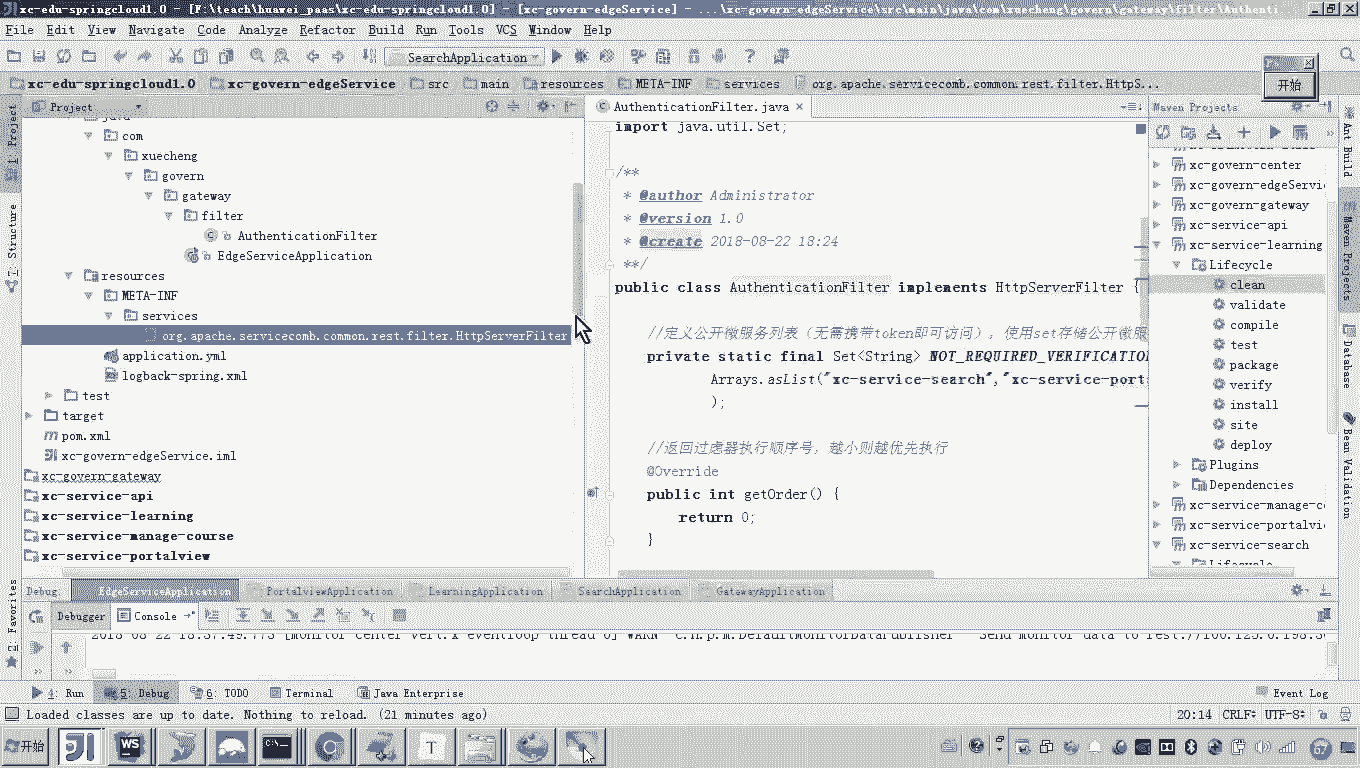 xc-edu-springcloud1.0 - [F:\teach\huawei_paas\xc-edu-springcloud1.0] - [xc-govern-edgeService] - ...\xc-govern-edgeService\src\main\java\com\xuecheng\govern\gateway\filter\Authenti
File Edit View Navigate Code Analyze Refactor Build Run Tools VCS Window Help
SearchApplication
开始
xc-edu-springcloud1.0 xc-govern-edgeService src main resources META-INF services org.apache.servicecomb.common.rest.filter.HttpS...
Project
AuthenticationFilter.java
Maven Projects
1: Project
7: Structure
2: Favorites
java
com
xuecheng
govern
gateway
filter
AuthenticationFilter
EdgeServiceApplication
resources
META-INF
services
org.apache.servicecomb.common.rest.filter.HttpServerFilter
application.yml
logback-spring.xml
test
target
pom.xml
xc-govern-edgeService.iml
xc-govern-gateway
xc-service-api
xc-service-learning
xc-service-manage-course
xc-service-portalview
import java.util.Set;
/**
* @author Administrator
* @version 1.0
* @create 2018-08-22 18:24
**/
public class AuthenticationFilter implements HttpServerFilter {
//定义公开微服务列表（无需携带token即可访问），使用set存储公开微服
private static final Set<String> NOT_REQUIRED_VERIFICATIO
Arrays.asList("xc-service-search","xc-service-port
);
//返回过虑器执行顺序号，越小则越优先执行
@Override
public int getOrder() {
return 0;
}
xc-govern-center
xc-govern-edgeServi
xc-govern-gateway
xc-service-api
xc-service-learning
Lifecycle
clean
validate
compile
test
package
verify
install
site
deploy
Plugins
Dependencies
xc-service-manage-c
xc-service-portalvi
xc-service-search
Lifecycle
Ant Build
Maven Projects
Database
Bean Validation
Debug: EdgeServiceApplication PortalviewApplication LearningApplication SearchApplication GatewayApplication
Debugger Console
2018-08-22 18:37:49.773 [monitor center vert.x eventloop thread 0] WARN c.h.p.m.DefaultMonitorDataPublisher Send monitor data to rest://100.125.0.198:30
4: Run 5: Debug 6: TODO Terminal Java Enterprise Event Log
Loaded classes are up to date. Nothing to reload. (21 minutes ago)
20:14 CRLF UTF-8
开始
WS
T
67